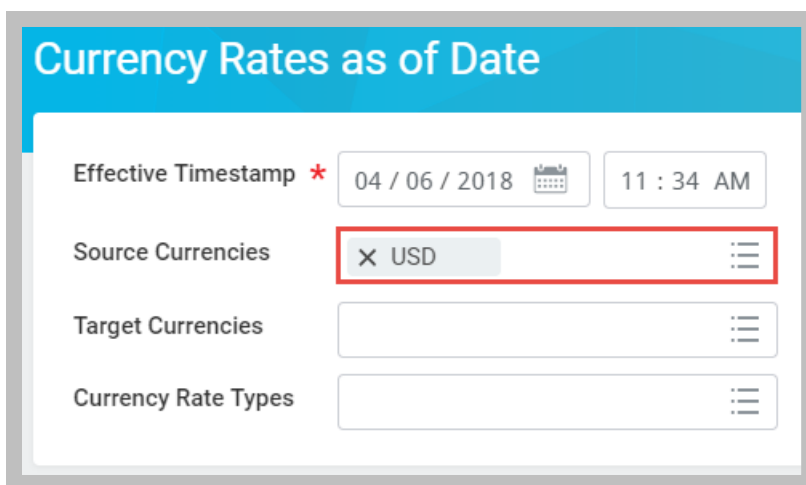 Currency Rates as of Date
Effective Timestamp * 04 / 06 / 2018 11 : 34 AM
Source Currencies × USD
Target Currencies
Currency Rate Types